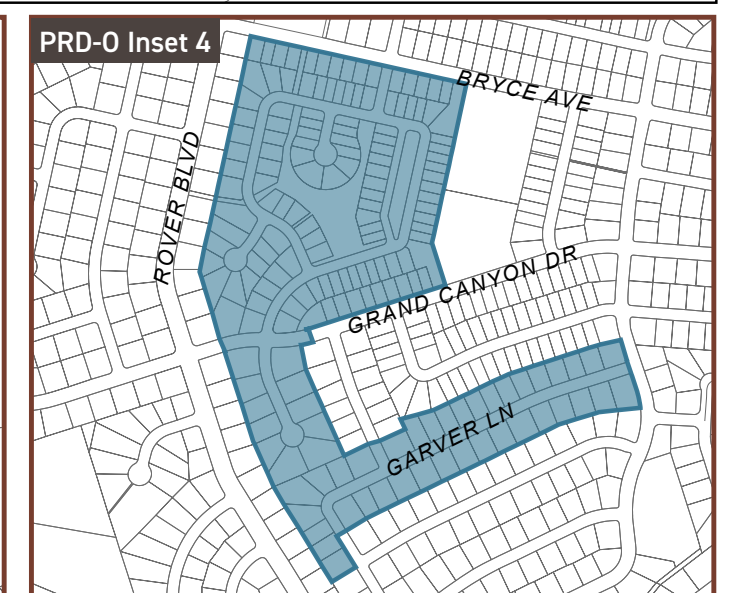 PRD-O Inset 4
BRYCE AVE
ROVER BLVD
GRAND CANYON DR
GARVER LN